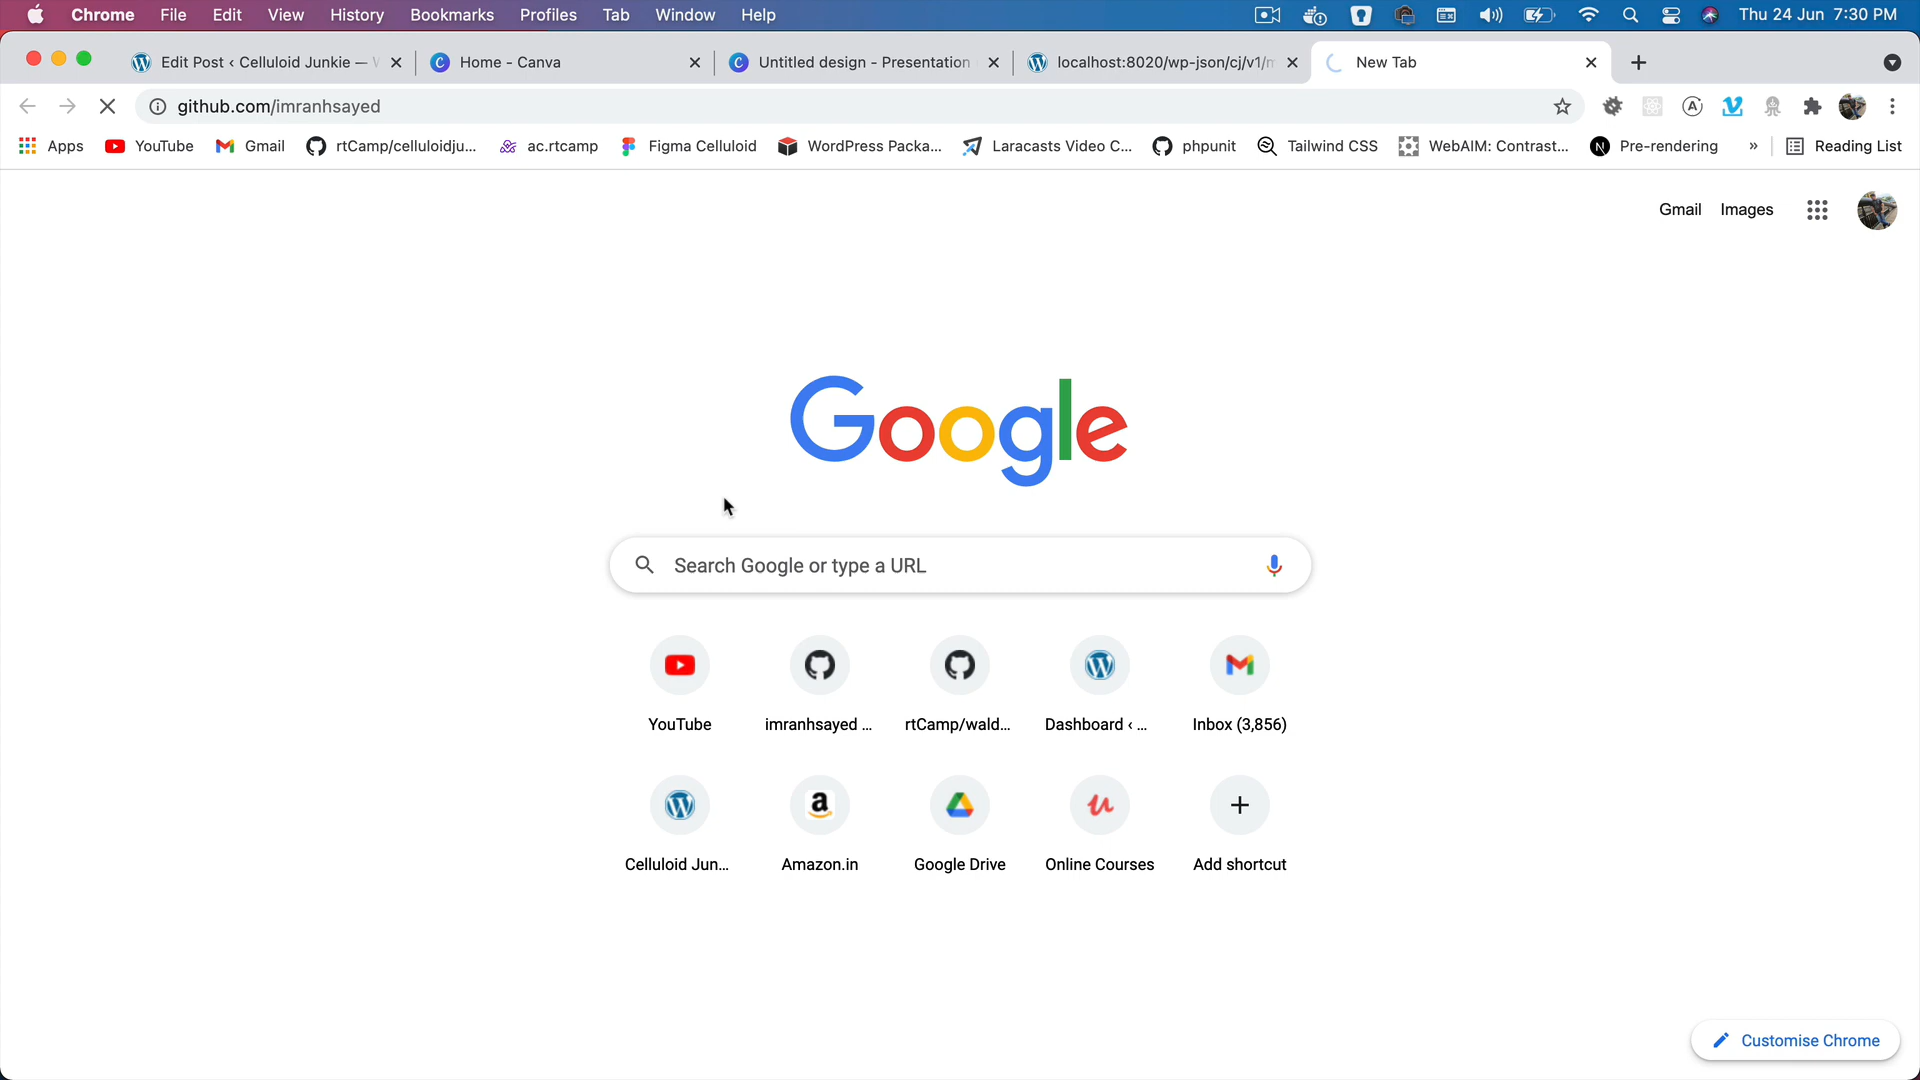 Chrome File Edit View History Bookmarks Profiles Tab Window Help Thu 24 Jun 7:30 PM
Edit Post ‹ Celluloid Junkie — Home - Canva Untitled design - Presentation localhost:8020/wp-json/cj/v1/ New Tab
github.com/imranhsayed
Apps YouTube Gmail rtCamp/celluloidju... ac.rtcamp Figma Celluloid WordPress Packa... Laracasts Video C... phpunit Tailwind CSS WebAIM: Contrast... Pre-rendering » Reading List
Gmail Images
Google
Search Google or type a URL
YouTube imranhsayed ... rtCamp/wald... Dashboard ‹ ... Inbox (3,856)
Celluloid Jun... Amazon.in Google Drive Online Courses Add shortcut
Customise Chrome